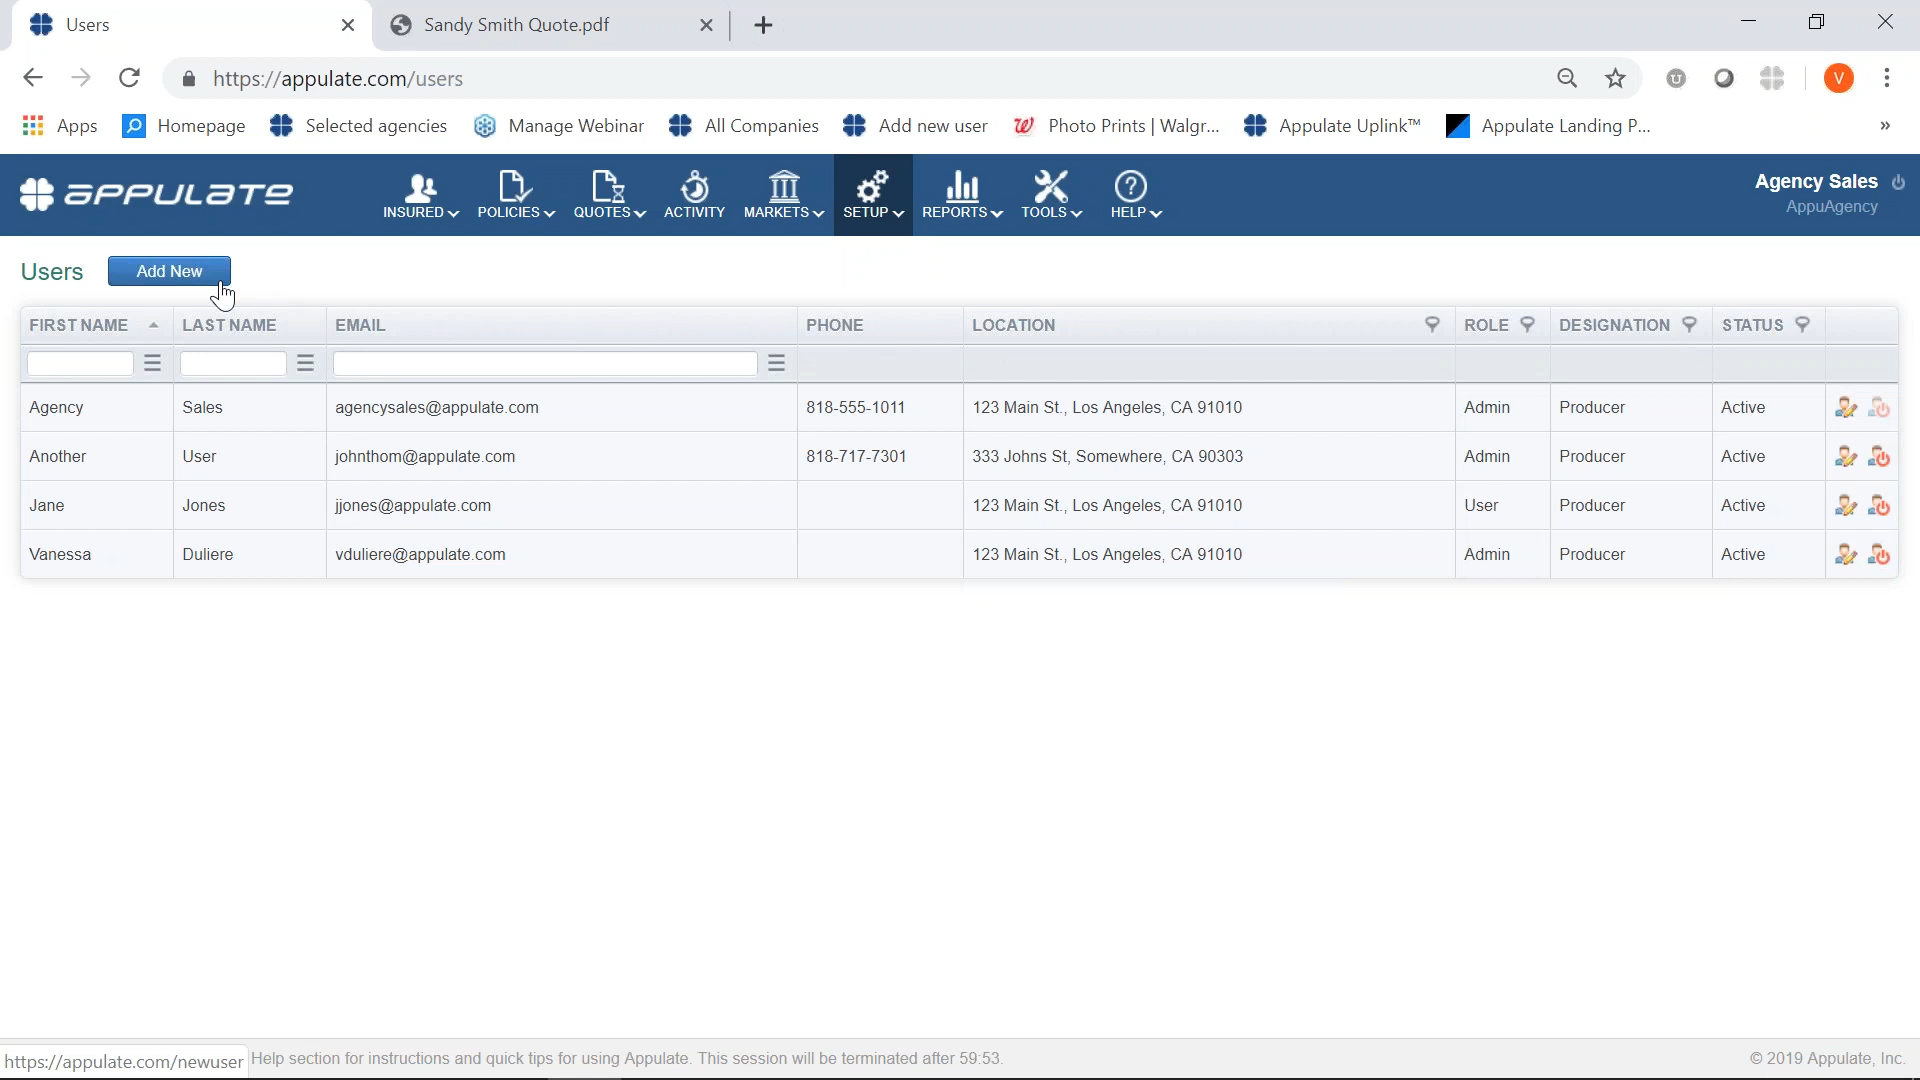 Users
Sandy Smith Quote.pdf
https://appulate.com/users
V
Apps
Homepage
Selected agencies
Manage Webinar
All Companies
Add new user
Photo Prints | Walgr...
Appulate Uplink™
Appulate Landing P...
»
APPULATE
INSURED
POLICIES
QUOTES
ACTIVITY
MARKETS
SETUP
REPORTS
TOOLS
HELP
Agency Sales
AppuAgency
Users
Add New
FIRST NAME LAST NAME EMAIL PHONE LOCATION ROLE DESIGNATION STATUS
Agency Sales agencysales@appulate.com 818-555-1011 123 Main St., Los Angeles, CA 91010 Admin Producer Active
Another User johnthom@appulate.com 818-717-7301 333 Johns St, Somewhere, CA 90303 Admin Producer Active
Jane Jones jjones@appulate.com 123 Main St., Los Angeles, CA 91010 User Producer Active
Vanessa Duliere vduliere@appulate.com 123 Main St., Los Angeles, CA 91010 Admin Producer Active
https://appulate.com/newuser
Help section for instructions and quick tips for using Appulate. This session will be terminated after 59:53.
© 2019 Appulate, Inc.